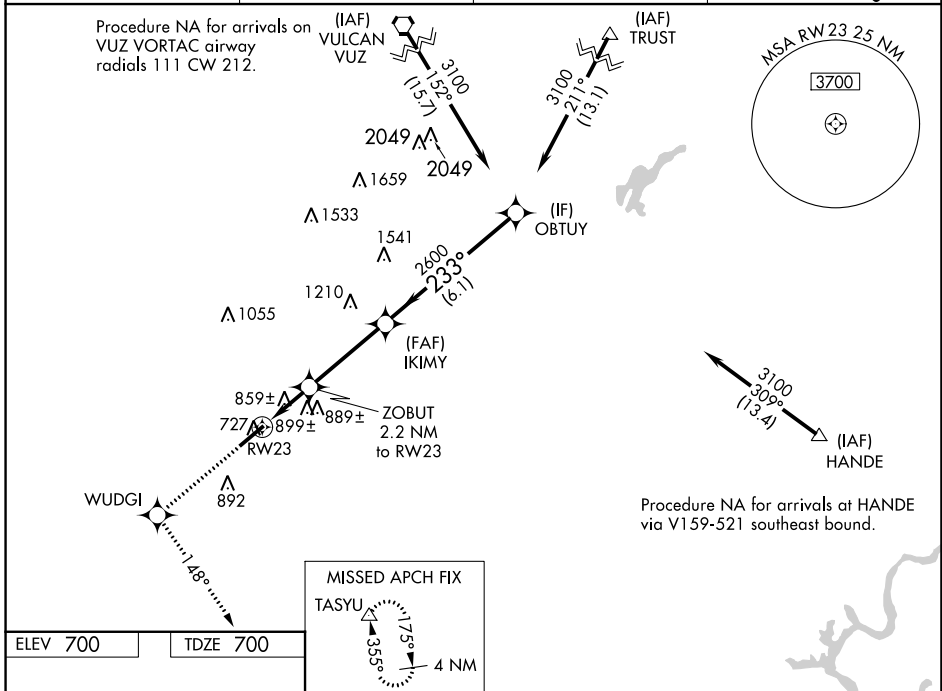 Procedure NA for arrivals on
VUZ VORTAC airway
radials 111 CW 212.
(IAF)
VULCAN
VUZ
3100
152°
(15.7)
(IAF)
TRUST
3100
211°
(13.1)
MSA RW23 25 NM
3700
2049
2049
1659
1533
1541
(IF)
OBTUY
2600
233°
(6.1)
1210
1055
(FAF)
IKIMY
859±
899±
889±
727
RW23
ZOBUT
2.2 NM
to RW23
3100
309°
(13.4)
(IAF)
HANDE
892
WUDGI
148°
Procedure NA for arrivals at HANDE
via V159-521 southeast bound.
MISSED APCH FIX
TASYU
175°
355°
4 NM
ELEV 700
TDZE 700